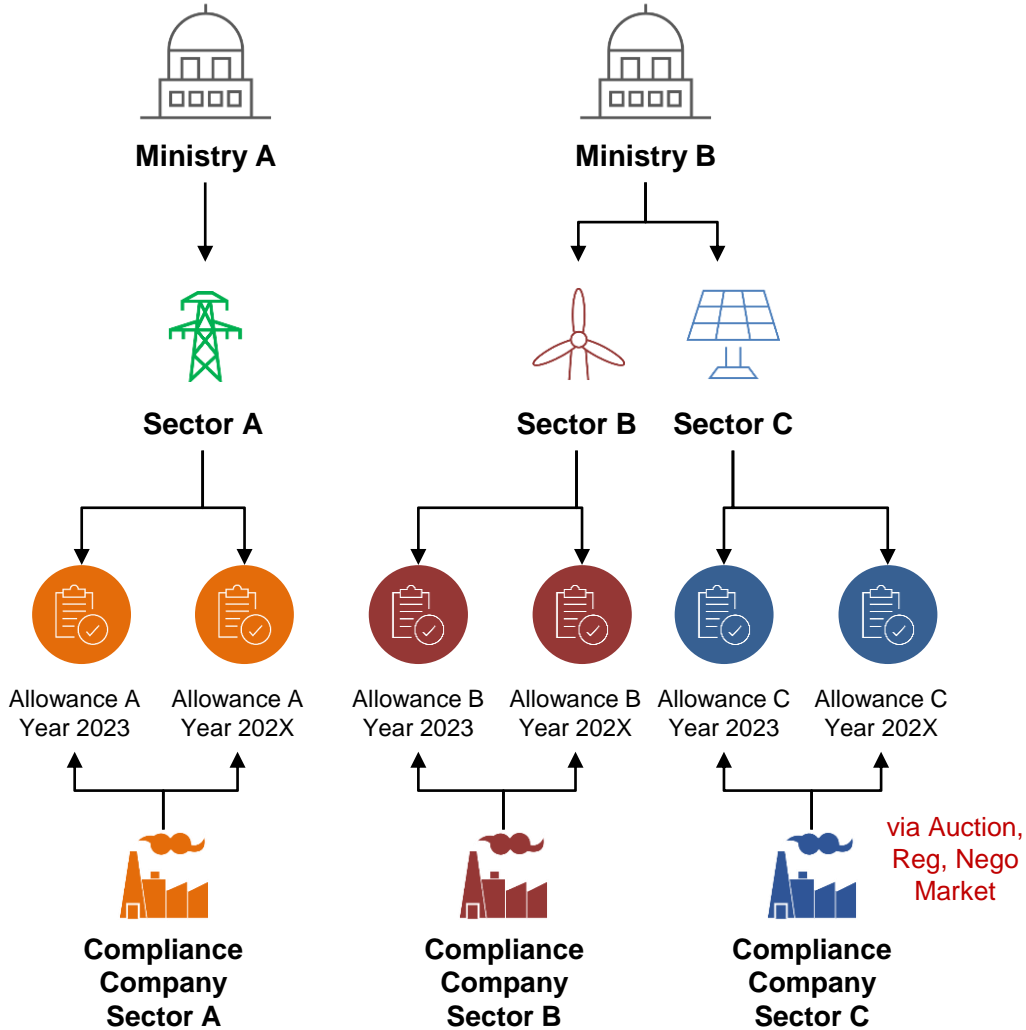 Ministry A
Ministry B
Sector A
Sector B
Sector C
Allowance A
Year 2023
Allowance A
Year 202X
Allowance B
Year 2023
Allowance B
Year 202X
Allowance C
Year 2023
Allowance C
Year 202X
via Auction,
Reg, Nego
Market
Compliance
Company
Sector A
Compliance
Company
Sector B
Compliance
Company
Sector C